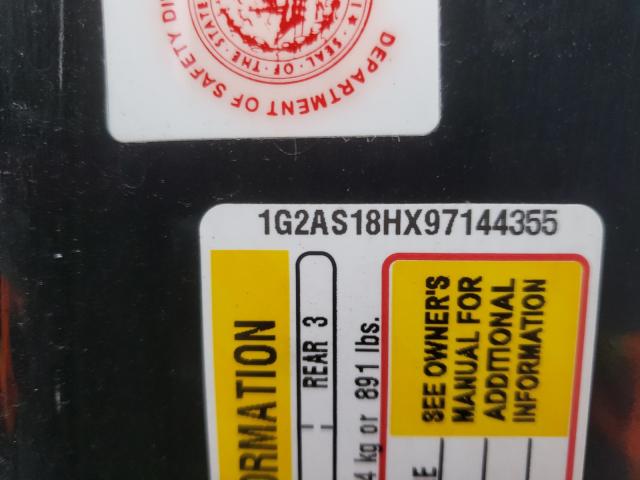 SEAL OF THE STATE
DEPARTMENT OF SAFETY
1G2AS18HX97144355
REAR 3
4 kg or 891 lbs.
SEE OWNER'S
MANUAL FOR
ADDITIONAL
INFORMATION